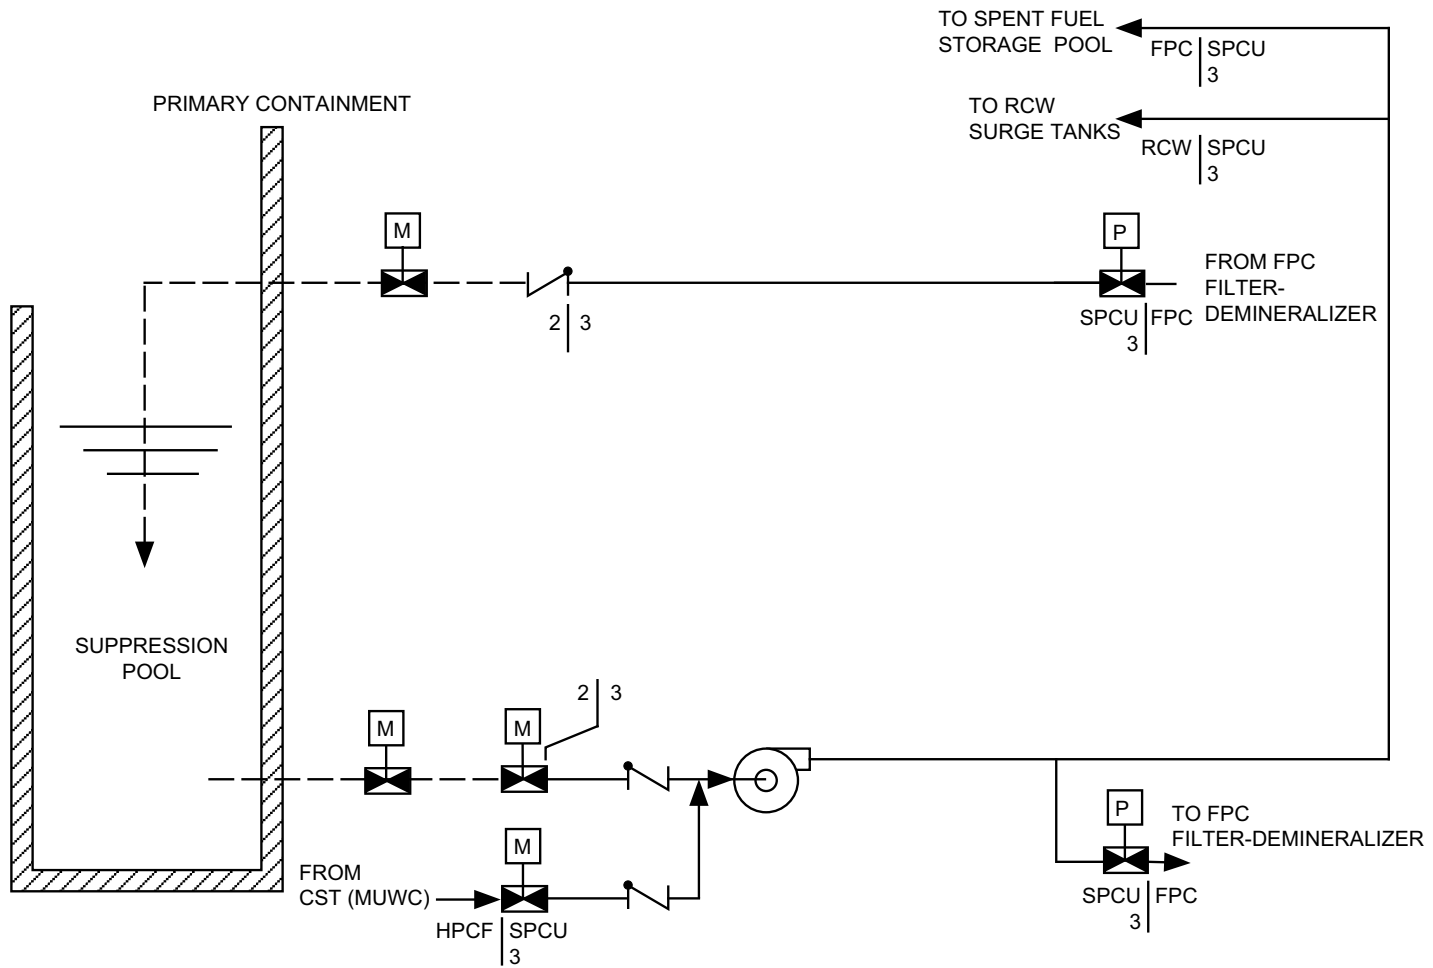 TO SPENT FUEL
STORAGE POOL
FPC SPCU
3
PRIMARY CONTAINMENT
TO RCW
SURGE TANKS
RCW SPCU
3
M
P
FROM FPC
FILTER-
DEMINERALIZER
2 3
SPCU FPC
3
SUPPRESSION
POOL
2 3
M
M
P
TO FPC
FILTER-DEMINERALIZER
M
FROM
CST (MUWC)
SPCU FPC
3
HPCF SPCU
3